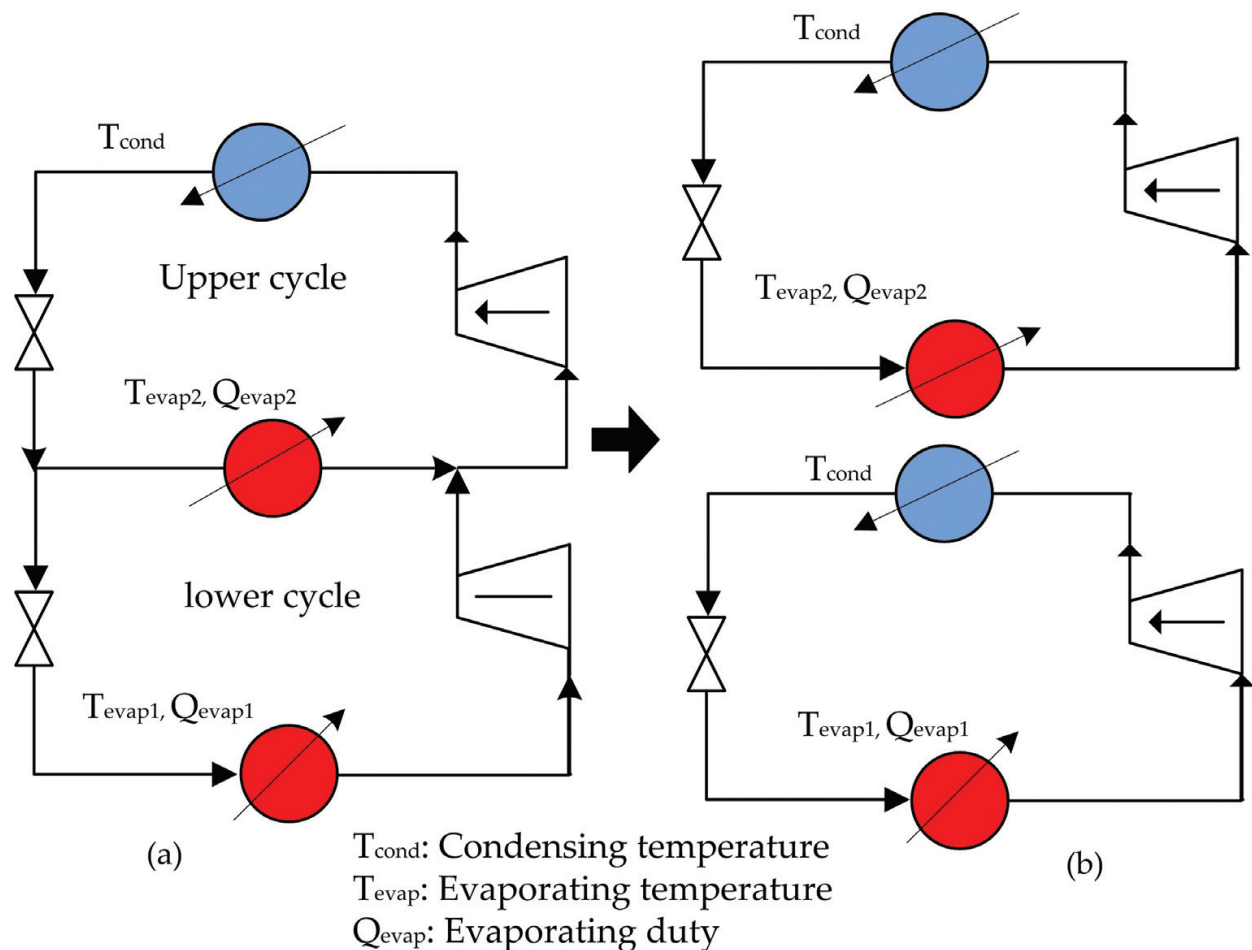 Tcond
Upper cycle
Tevap2, Qevap2
lower cycle
Tevap1, Qevap1
(a)
Tcond
Tevap2, Qevap2
Tcond
Tevap1, Qevap1
(b)
Tcond: Condensing temperature
Tevap: Evaporating temperature
Qevap: Evaporating duty